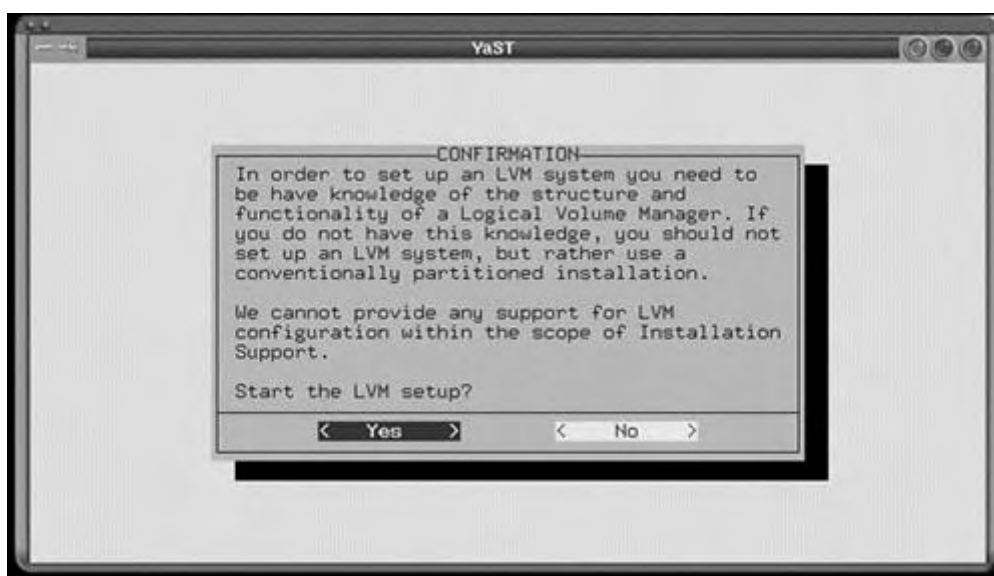 YaST
CONFIRMATION
In order to set up an LVM system you need to
be have knowledge of the structure and
functionality of a Logical Volume Manager. If
you do not have this knowledge, you should not
set up an LVM system, but rather use a
conventionally partitioned installation.
We cannot provide any support for LVM
configuration within the scope of Installation
Support.
Start the LVM setup?
< Yes > < No >